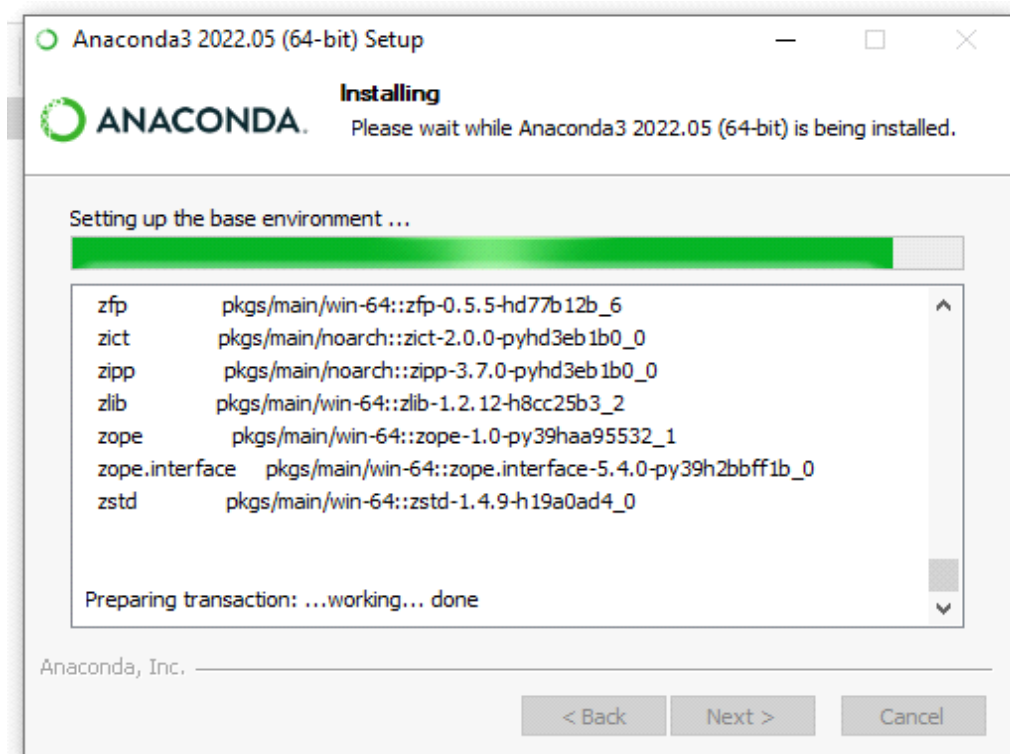 Anaconda3 2022.05 (64-bit) Setup
ANACONDA.
Installing
Please wait while Anaconda3 2022.05 (64-bit) is being installed.
Setting up the base environment ...
zfp pkgs/main/win-64::zfp-0.5.5-hd77b12b_6
zict pkgs/main/noarch::zict-2.0.0-pyhd3eb1b0_0
zipp pkgs/main/noarch::zipp-3.7.0-pyhd3eb1b0_0
zlib pkgs/main/win-64::zlib-1.2.12-h8cc25b3_2
zope pkgs/main/win-64::zope-1.0-py39haa95532_1
zope.interface pkgs/main/win-64::zope.interface-5.4.0-py39h2bbff1b_0
zstd pkgs/main/win-64::zstd-1.4.9-h19a0ad4_0
Preparing transaction: ...working... done
Anaconda, Inc.
< Back Next > Cancel